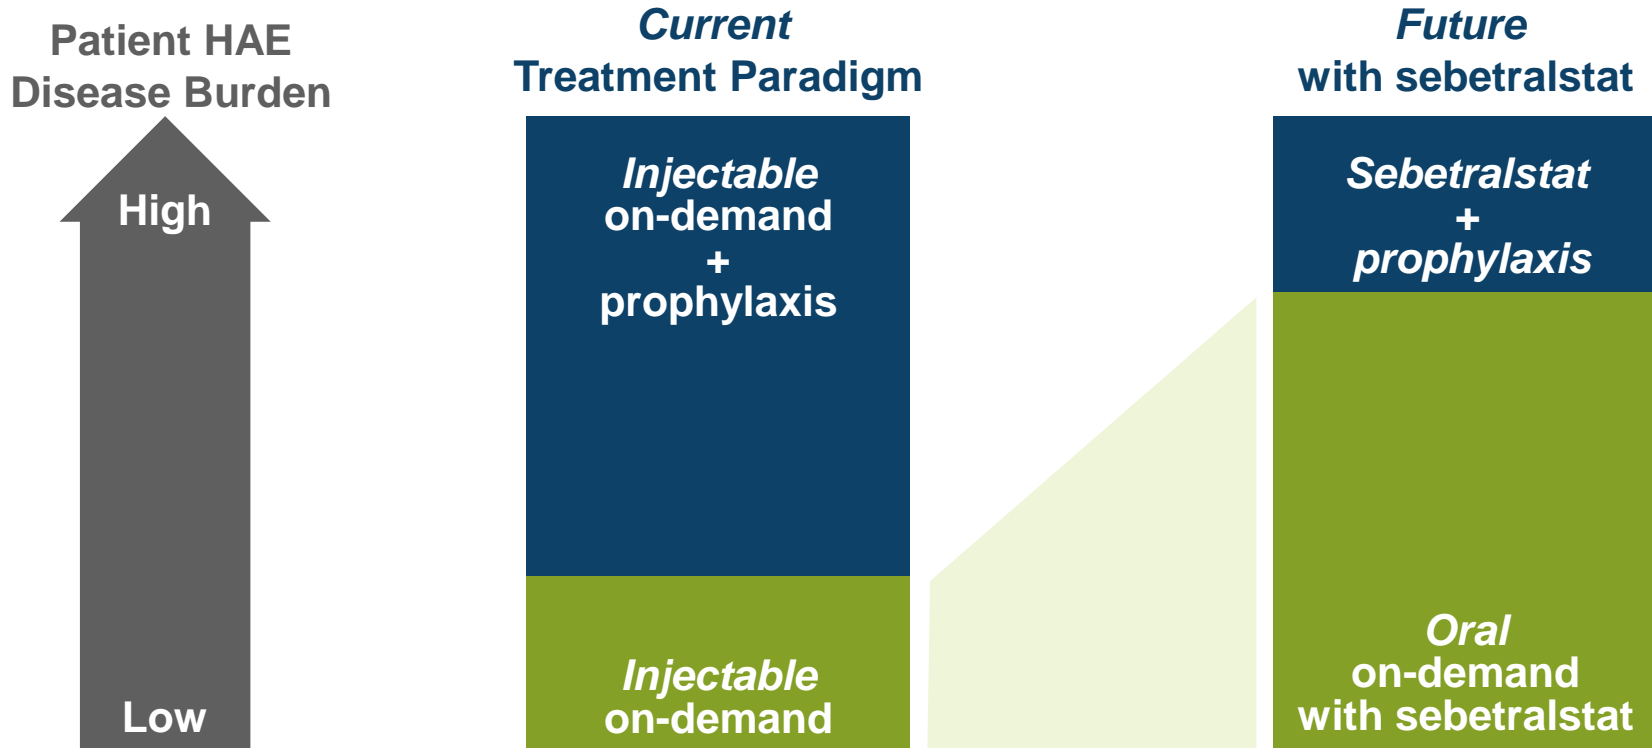 Patient HAE
Disease Burden
High
Low
Current
Treatment Paradigm
Injectable
on-demand
+
prophylaxis
Injectable
on-demand
Future
with sebetralstat
Sebetralstat
+
prophylaxis
Oral
on-demand
with sebetralstat